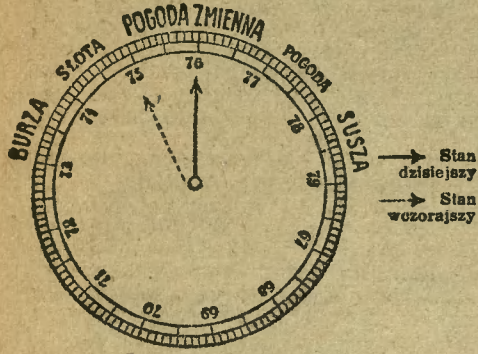 POGODA ZMIENNA
SŁOTA
POGODA
BURZA
SUSZA
76
75
77
74
78
73
79
72
67
71
68
70
69
Stan
dzisiejszy
Stan
wczorajszy